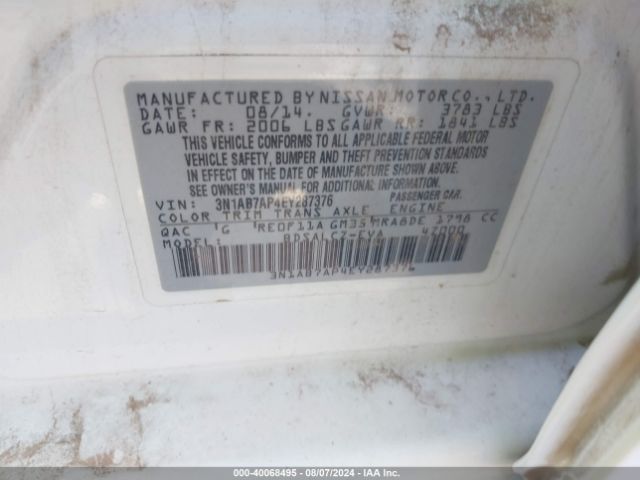 MANUFACTURED BY NISSAN MOTOR CO., LTD.
DATE: 08/14. GVWR: 3783 LBS
GAWR FR: 2006 LBS GAWR RR: 1841 LBS
THIS VEHICLE CONFORMS TO ALL APPLICABLE FEDERAL MOTOR
VEHICLE SAFETY, BUMPER AND THEFT PREVENTION STANDARDS
IN EFFECT ON THE DATE OF MANUFACTURE SHOWN ABOVE.
SEE OWNER'S MANUAL FOR ADDITIONAL INFORMATION.
VIN: 3N1AB7AP4EY287376 PASSENGER CAR.
COLOR TRIM TRANS AXLE ENGINE
QAC G RE0F11A GM35 MRA8DE 1798 CC
MODEL: BDSALCZ-EVA 47000
3N1AB7AP4EY287376
000-40068495 - 08/07/2024 - IAAI.COM